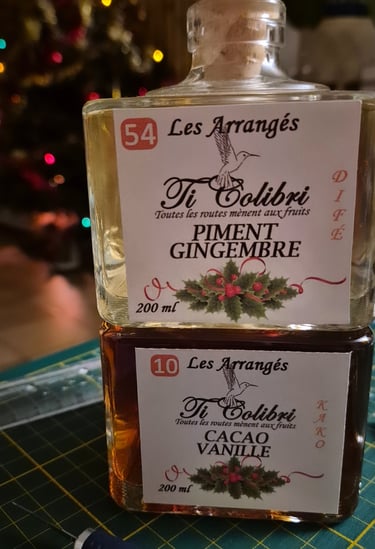 54 Les Arrangés
Ti Colibri
Toutes les routes mènent aux fruits
PIMENT
GINGEMBRE
DIFÉ
200 ml
10 Les Arrangés
Ti Colibri
Toutes les routes mènent aux fruits
CACAO
VANILLE
KAKO
200 ml